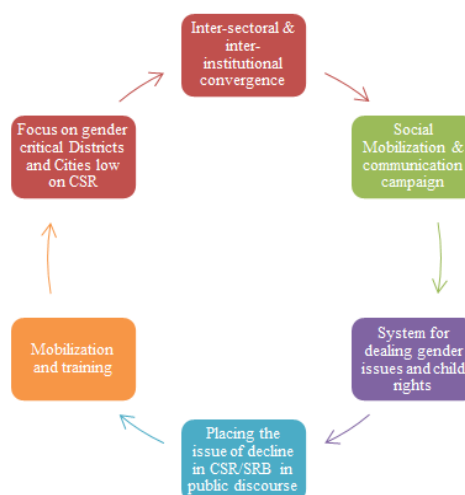 Inter-sectoral &
inter-
institutional
convergence
Social
Mobilization &
communication
campaign
System for
dealing gender
issues and child
rights
Placing the
issue of decline
in CSR/SRB in
public discourse
Mobilization
and training
Focus on gender
critical Districts
and Cities low
on CSR